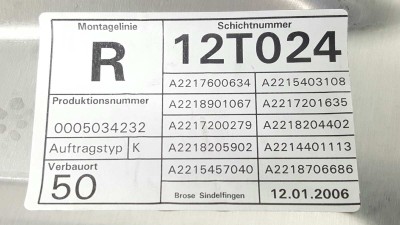 Montagelinie
R
Schichtnummer
12T024
A2217600634 A2215403108
Produktionsnummer
0005034232
A2218901067 A2217201635
A2217200279 A2218204402
Auftragstyp K
A2218205902 A2214401113
Verbauort
50
A2215457040 A2218706686
Brose Sindelfingen 12.01.2006